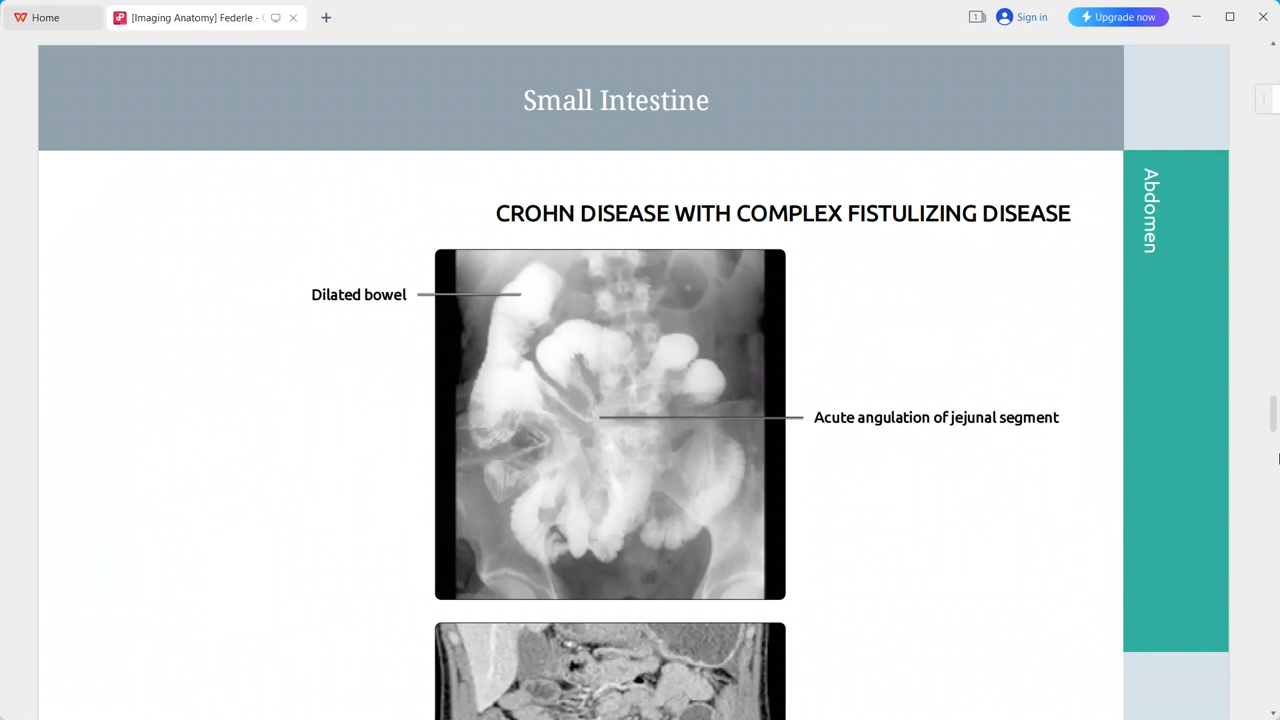 Home
[Imaging Anatomy] Federle -
1
Sign in
Upgrade now
Small Intestine
Abdomen
CROHN DISEASE WITH COMPLEX FISTULIZING DISEASE
Dilated bowel
Acute angulation of jejunal segment